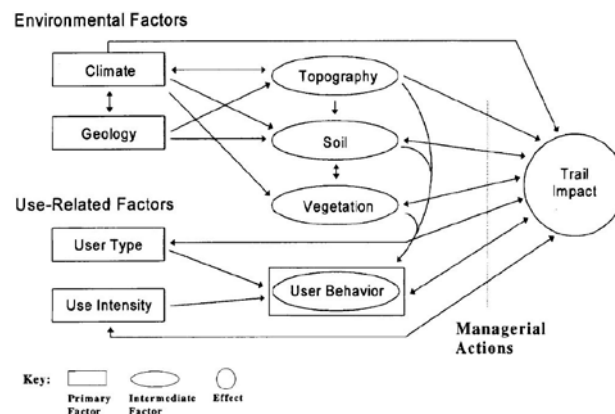 Environmental Factors
Climate
Topography
Geology
Soil
Trail
Impact
Vegetation
Use-Related Factors
User Type
User Behavior
Use Intensity
Managerial
Actions
Key:
Primary
Factor
Intermediate
Factor
Effect